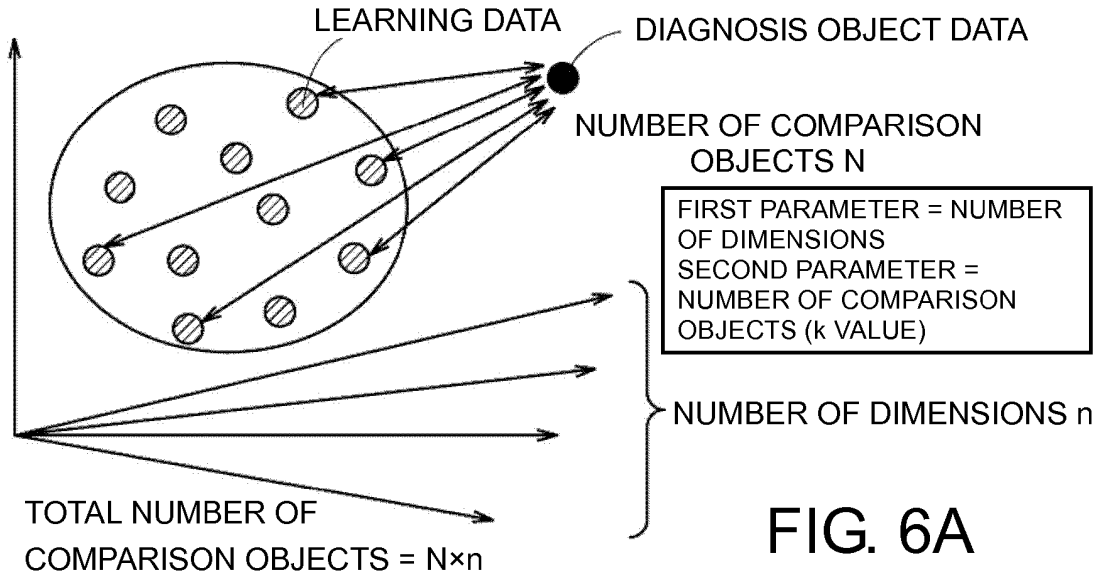 LEARNING DATA
DIAGNOSIS OBJECT DATA
NUMBER OF COMPARISON
OBJECTS N
FIRST PARAMETER = NUMBER
OF DIMENSIONS
SECOND PARAMETER =
NUMBER OF COMPARISON
OBJECTS (k VALUE)
NUMBER OF DIMENSIONS n
TOTAL NUMBER OF
COMPARISON OBJECTS = N×n
FIG. 6A